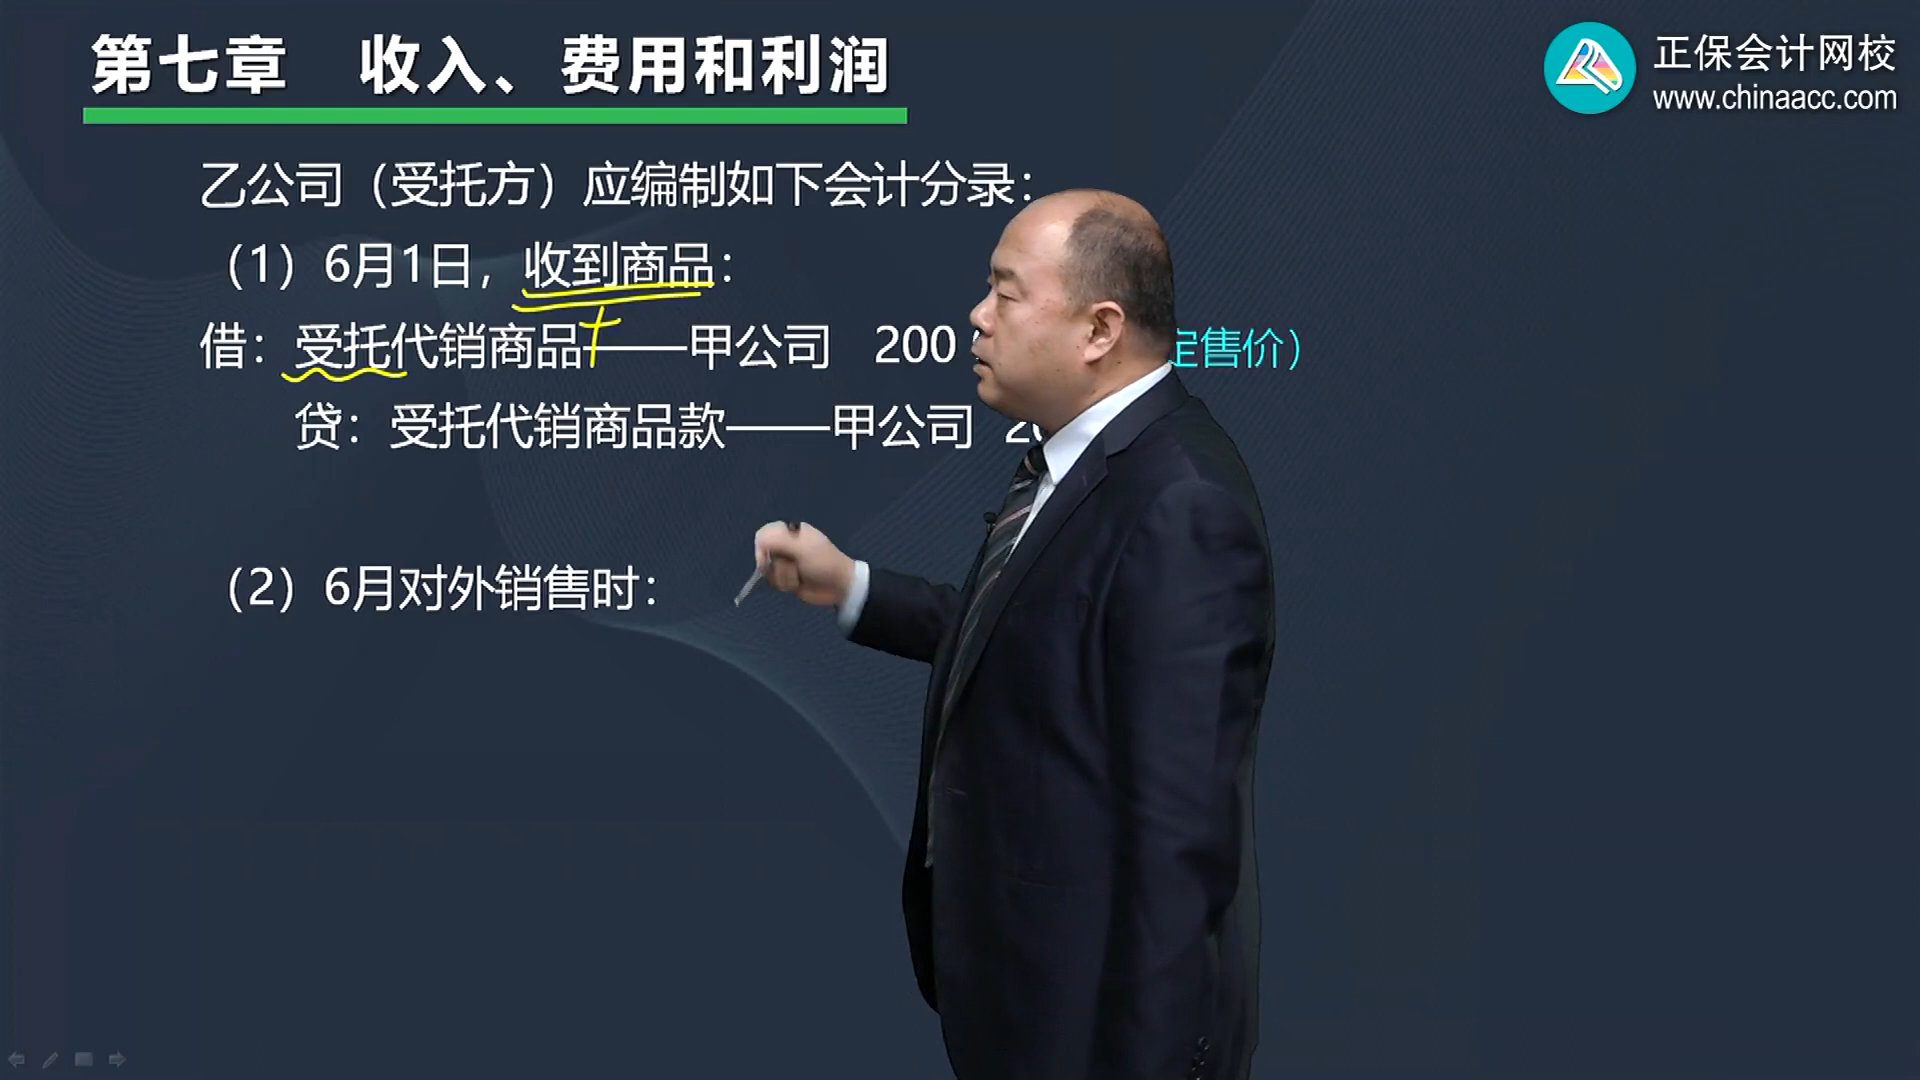 第七章 收入、费用和利润
正保会计网校
www.chinaacc.com
乙公司（受托方）应编制如下会计分录：
（1）6月1日，收到商品：
借：受托代销商品——甲公司 200 定售价）
贷：受托代销商品款——甲公司 20
（2）6月对外销售时：